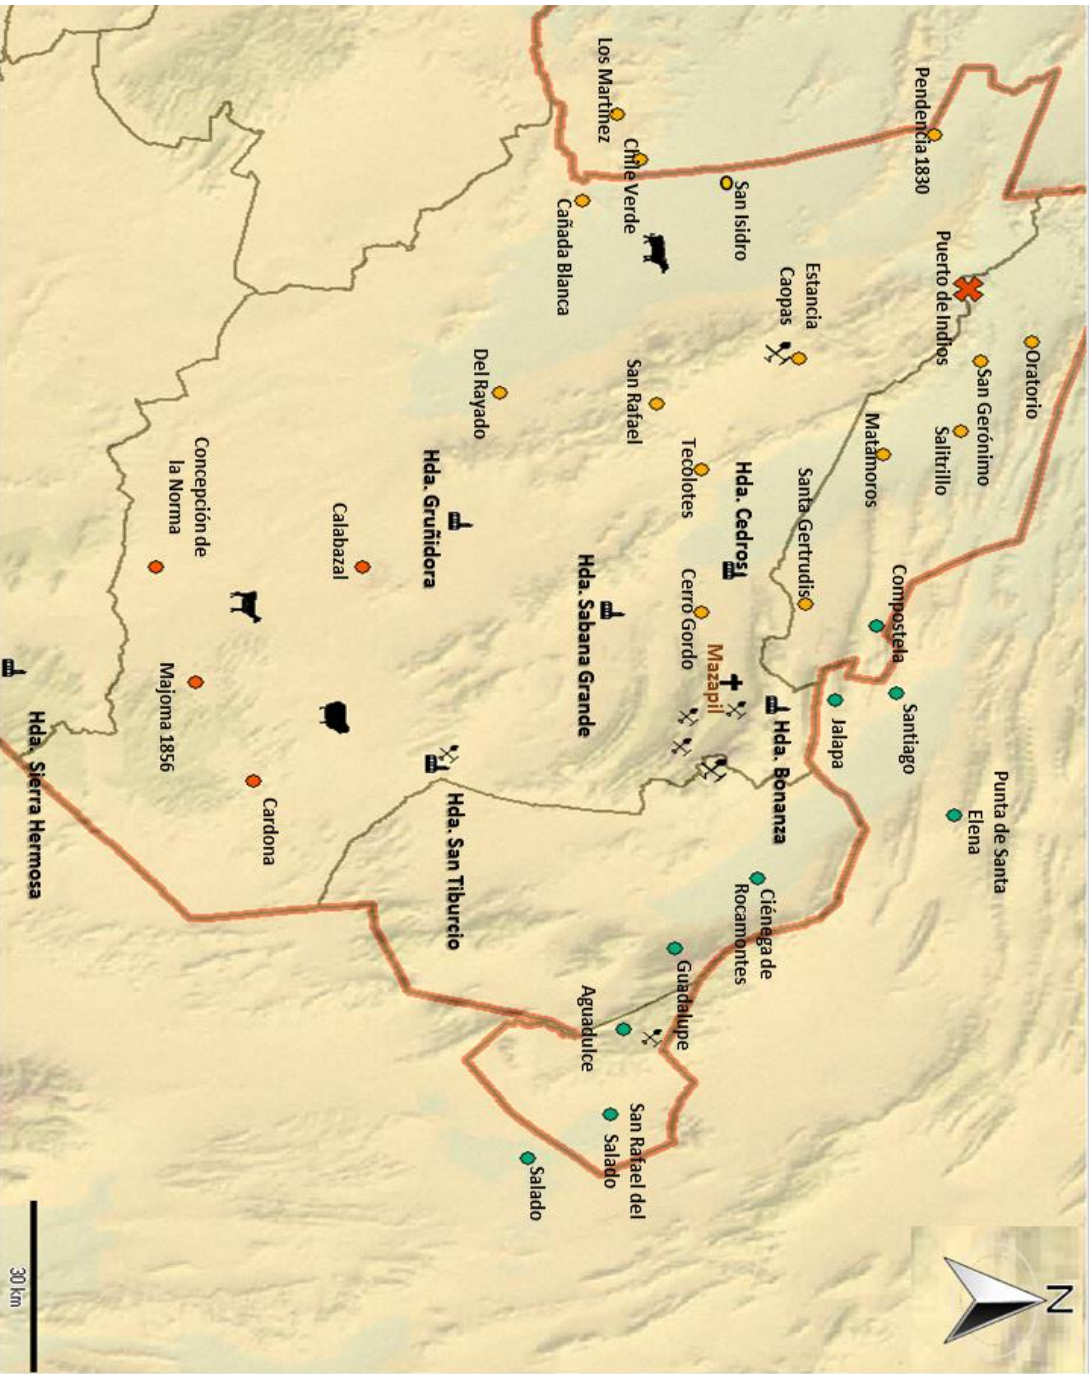 N
Oratorio
Punta de Santa
Elena
San Gerónimo
Puerto de Indios
Salitrillo
Pendencia 1830
Santiago
Compostela
Matamoros
Jalapa
Estancia
Caopas
Santa Gertrudis
Hda. Bonanza
Ciénega de
Rocamontes
San Isidro
Hda. Cedros
Mazapil
Tecolotes
Cerro Gordo
Guadalupe
Chile Verde
San Rafael
San Rafael del
Salado
Los Martínez
Hda. Sabana Grande
Aguadulce
Cañada Blanca
Salado
Del Rayado
Hda. San Tiburcio
Hda. Gruñidora
Calabazal
Cardona
Concepción de
la Norma
Majoma 1856
Hda. Sierra Hermosa
30 km